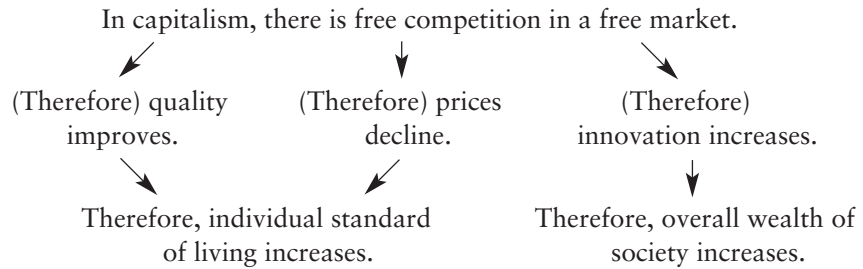 In capitalism, there is free competition in a free market.
(Therefore) quality
improves.
(Therefore) prices
decline.
(Therefore)
innovation increases.
Therefore, individual standard
of living increases.
Therefore, overall wealth of
society increases.